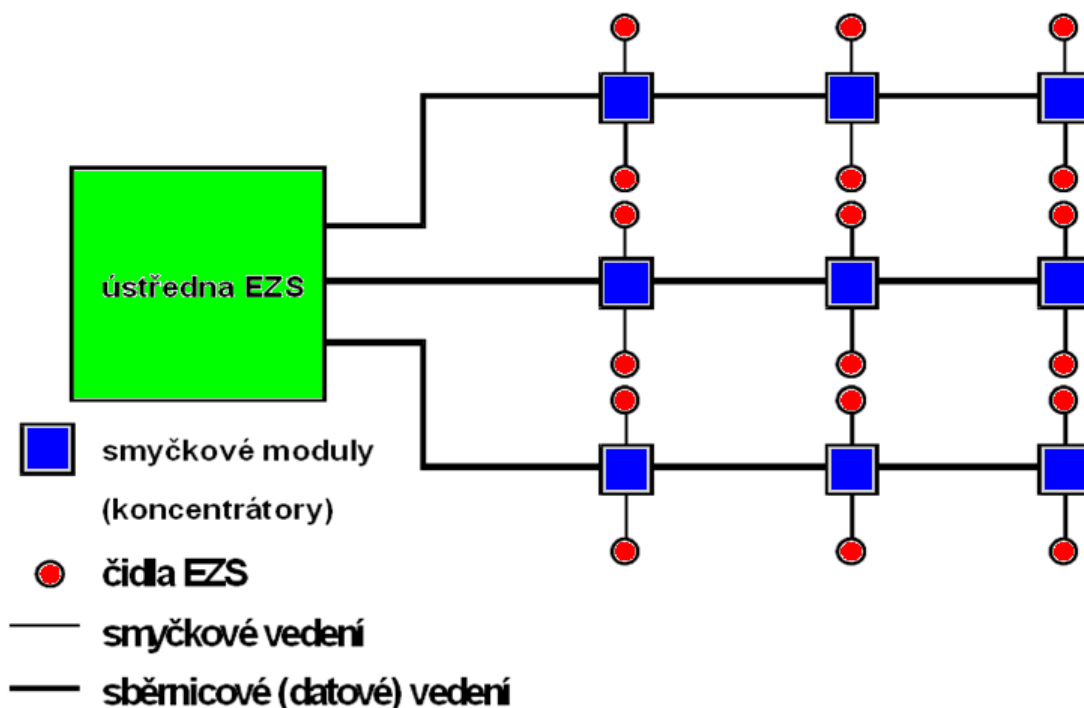 ústředna EZS
smyčkové moduly
(koncentrátory)
čidla EZS
smyčkové vedení
sběrnicové (datové) vedení